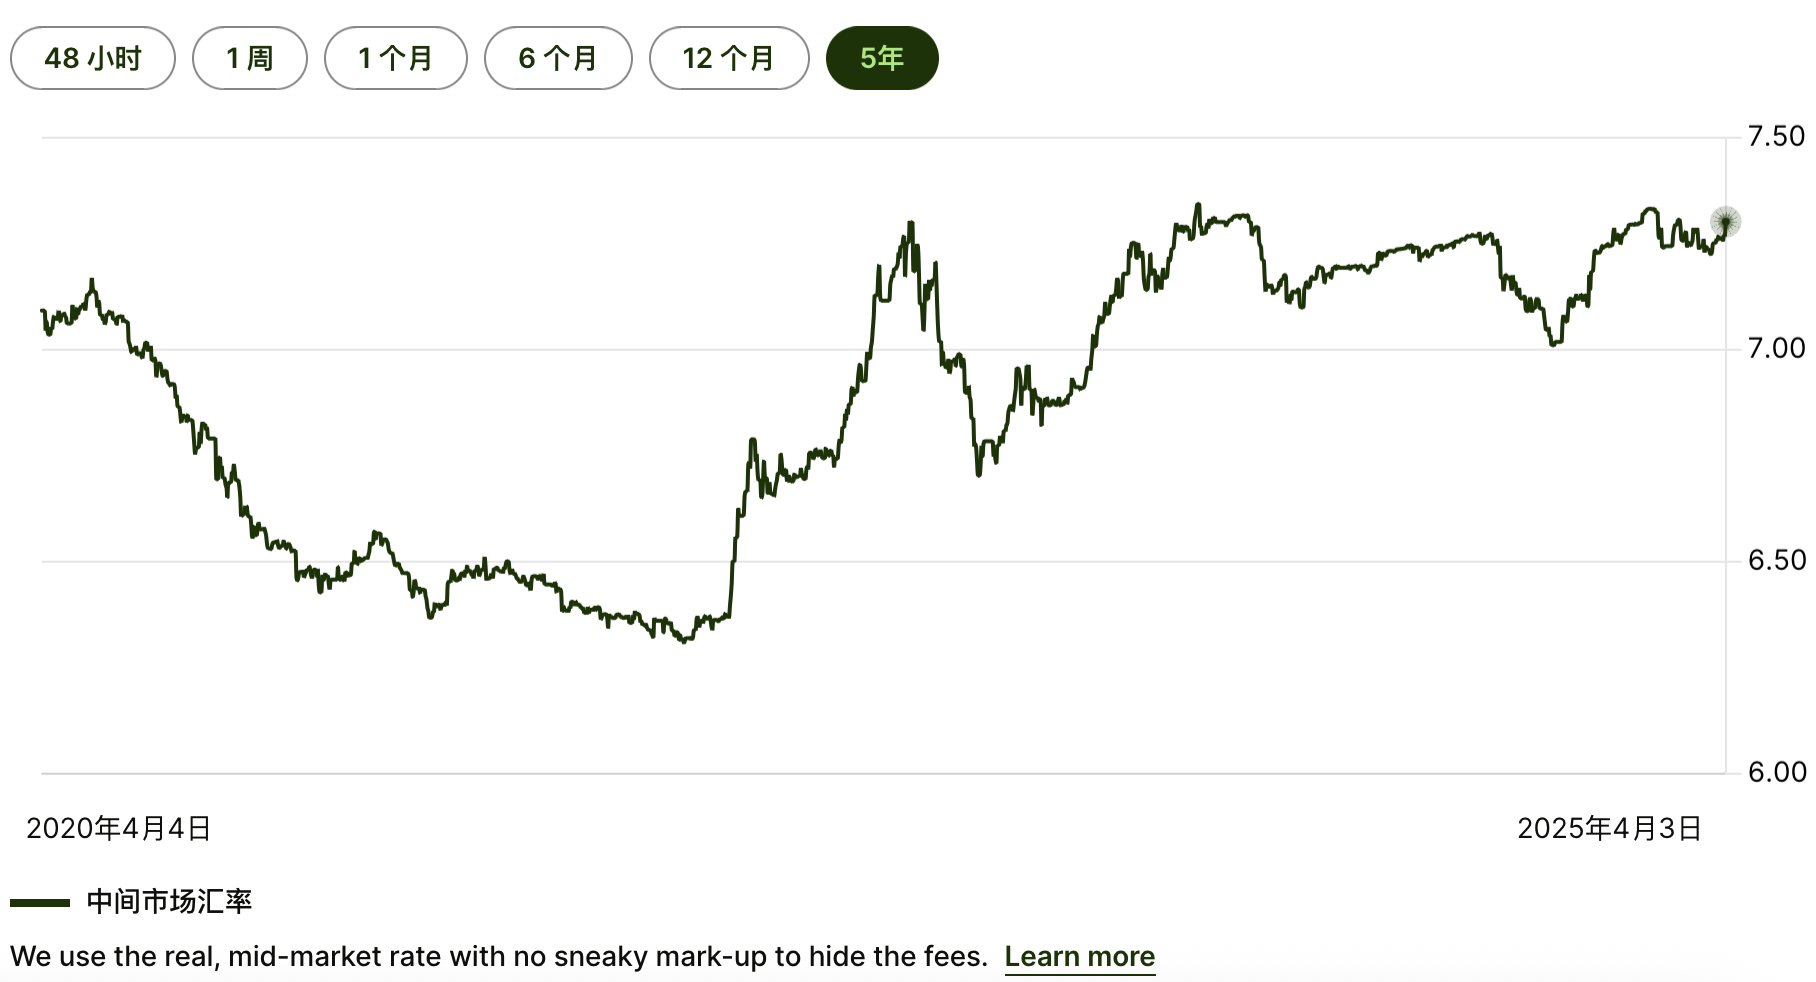 48 小时 1 周 1 个月 6 个月 12 个月 5年
7.50
7.00
6.50
6.00
2020年4月4日 2025年4月3日
中间市场汇率
We use the real, mid-market rate with no sneaky mark-up to hide the fees. Learn more